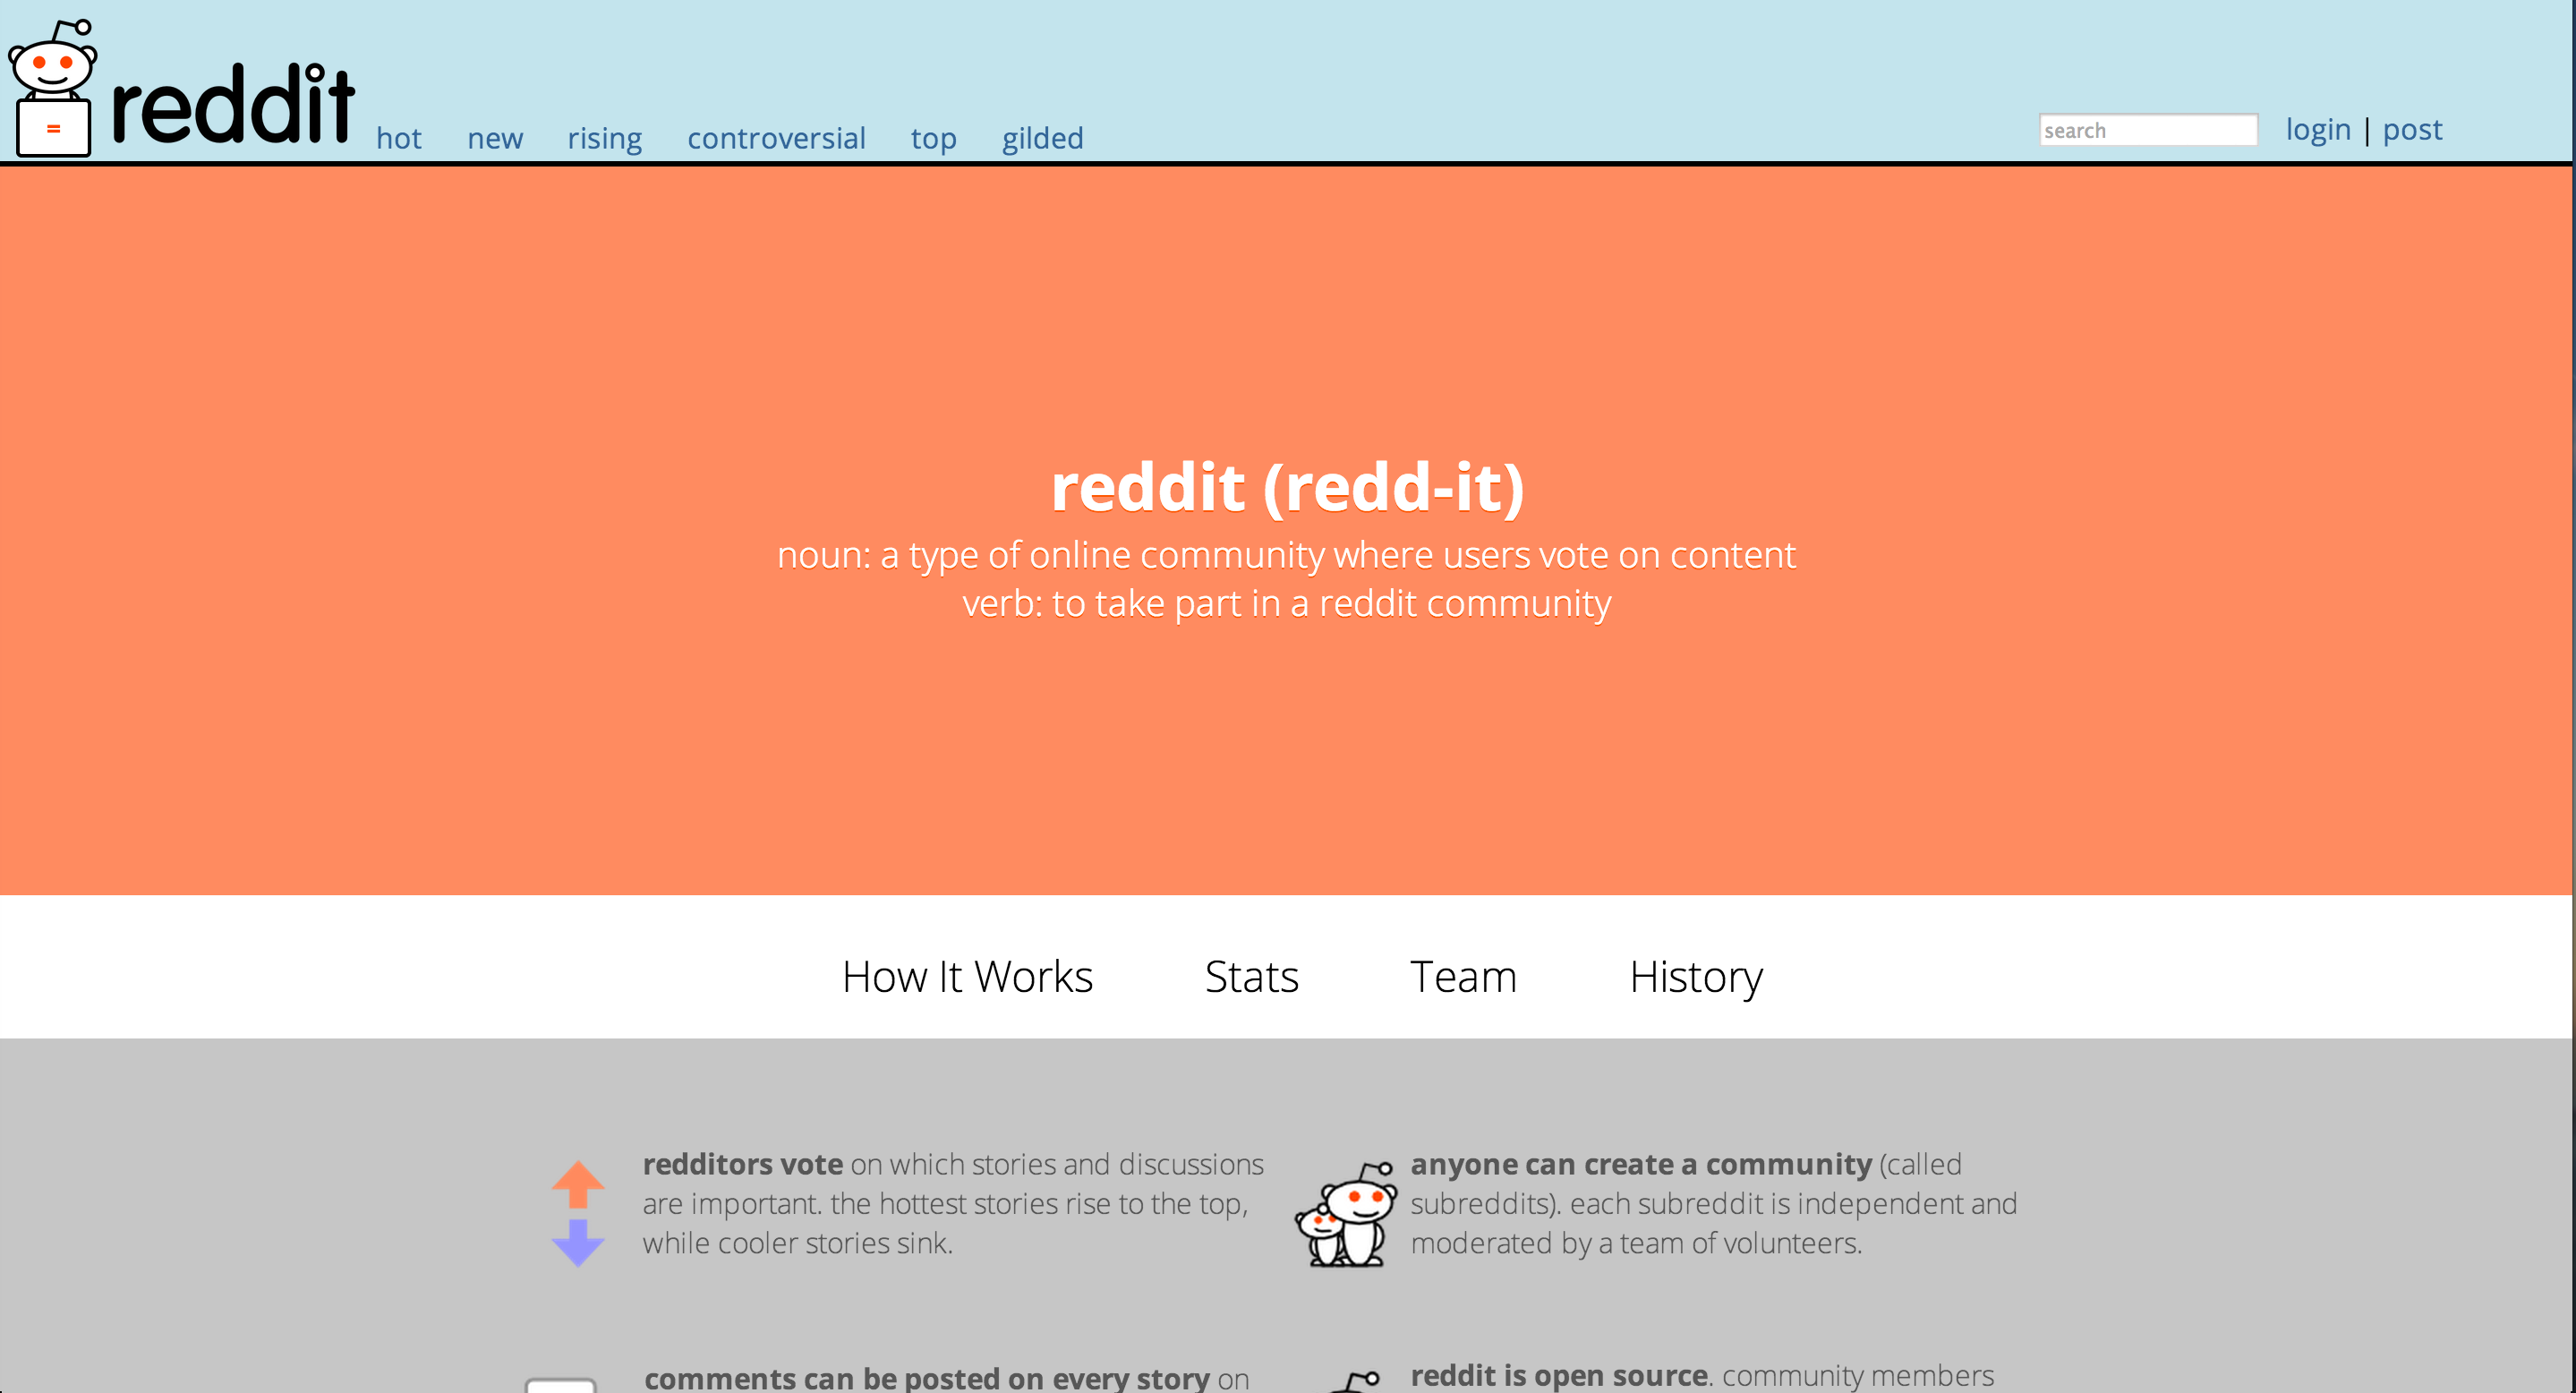 reddit
hot new rising controversial top gilded
search login | post
reddit (redd-it)
noun: a type of online community where users vote on content
verb: to take part in a reddit community
How It Works Stats Team History
redditors vote on which stories and discussions
are important. the hottest stories rise to the top,
while cooler stories sink.
anyone can create a community (called
subreddits). each subreddit is independent and
moderated by a team of volunteers.
comments can be posted on every story on
reddit is open source. community members